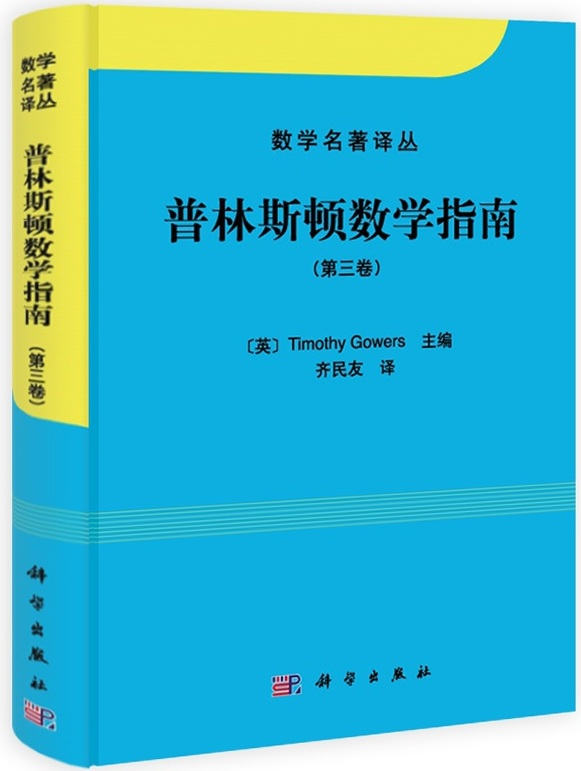 数学
名著
译丛
普林斯顿数学指南
(第三卷)
科学出版社
数学名著译丛
普林斯顿数学指南
(第三卷)
〔英〕Timothy Gowers 主编
齐民友 译
科学出版社